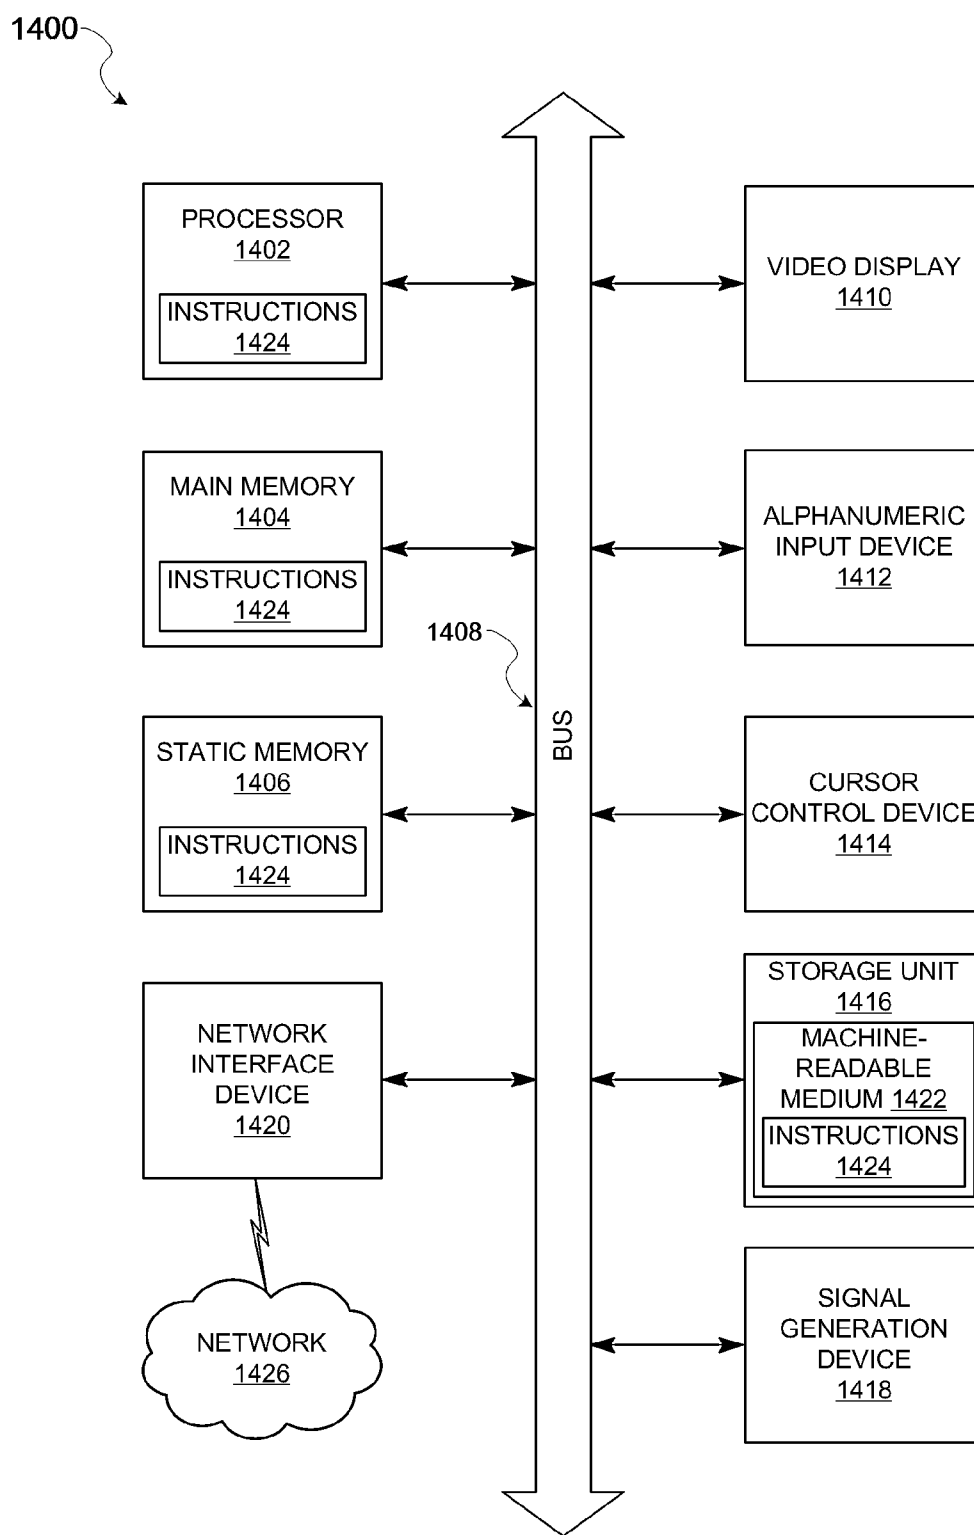 1400
PROCESSOR
1402
INSTRUCTIONS
1424
MAIN MEMORY
1404
INSTRUCTIONS
1424
STATIC MEMORY
1406
INSTRUCTIONS
1424
NETWORK
INTERFACE
DEVICE
1420
NETWORK
1426
1408
BUS
VIDEO DISPLAY
1410
ALPHANUMERIC
INPUT DEVICE
1412
CURSOR
CONTROL DEVICE
1414
STORAGE UNIT
1416
MACHINE-
READABLE
MEDIUM 1422
INSTRUCTIONS
1424
SIGNAL
GENERATION
DEVICE
1418